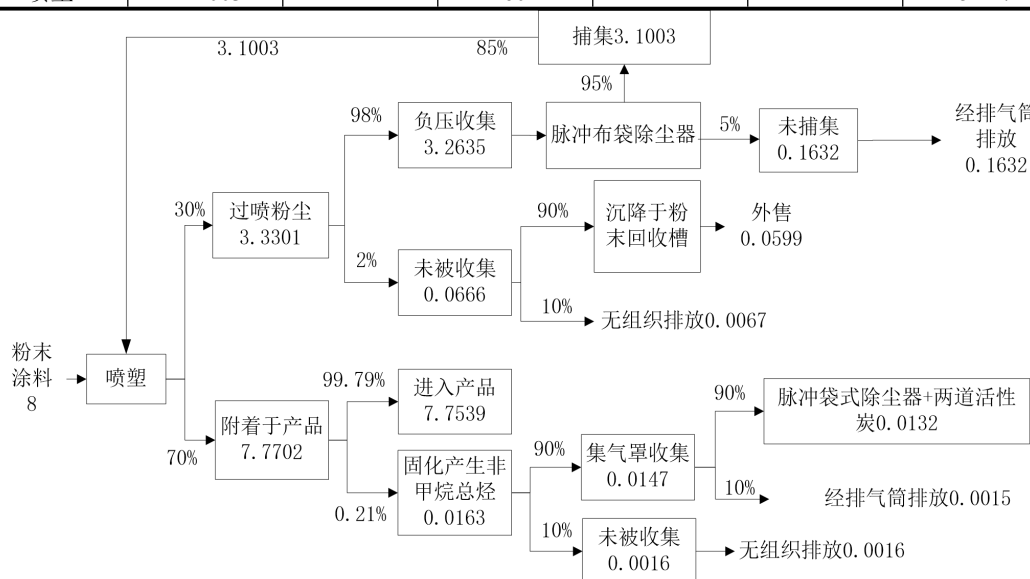 捕集3.1003
3.1003
85%
95%
98%
负压收集
3.2635
脉冲布袋除尘器
5%
未捕集
0.1632
经排气筒
排放
0.1632
30%
过喷粉尘
3.3301
90%
沉降于粉
末回收槽
外售
0.0599
2%
未被收集
0.0666
10%
无组织排放0.0067
粉末
涂料
8
喷塑
99.79%
进入产品
7.7539
附着于产品
7.7702
70%
0.21%
固化产生非
甲烷总烃
0.0163
90%
集气罩收集
0.0147
90%
脉冲袋式除尘器+两道活性
炭0.0132
10%
经排气筒排放0.0015
10%
未被收集
0.0016
无组织排放0.0016